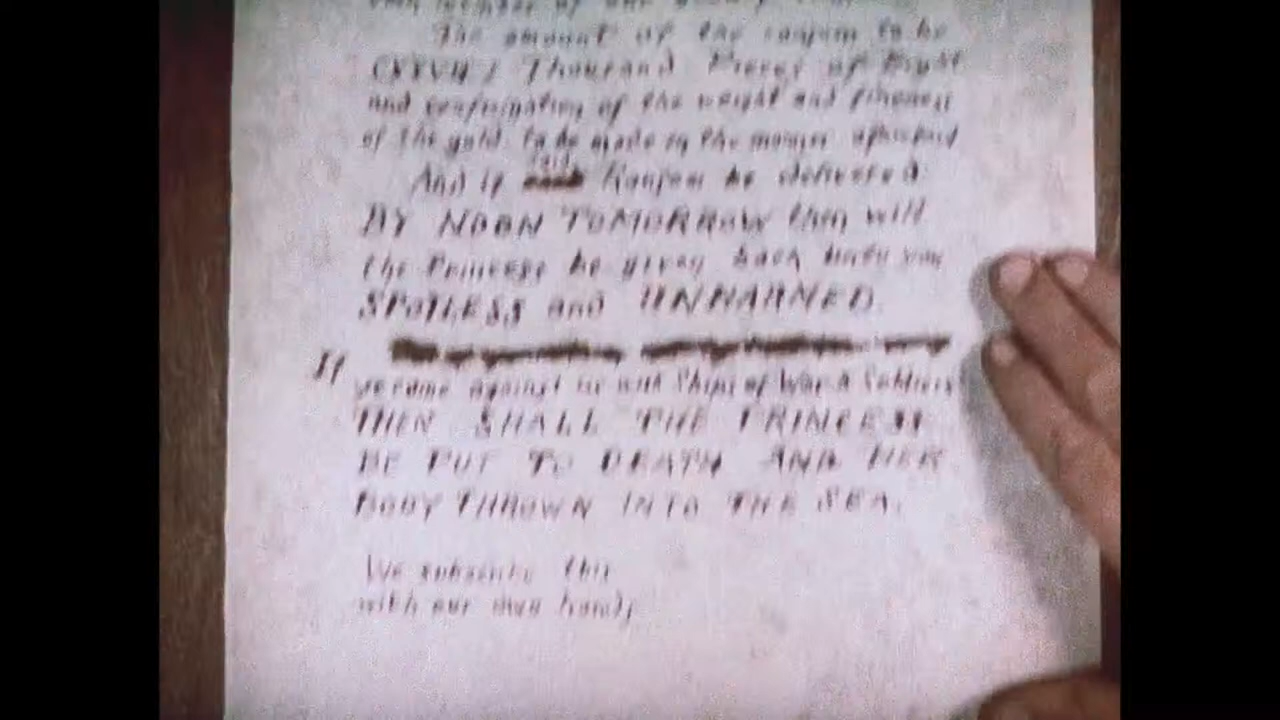 The amount of the ransom to be
Thousand Pieces of Eight
and confirmation of the weight and fineness
of the gold to be made in the manner aforesaid
And if said Ransom be delivered
BY NOON TOMORROW then will
the Princess be given back unto you
SPOTLESS and UNHARMED.
If
ye come against us with Ships of War & Soldiers
THEN SHALL THE PRINCESS
BE PUT TO DEATH AND HER
BODY THROWN INTO THE SEA.
We subscribe this
with our own hands